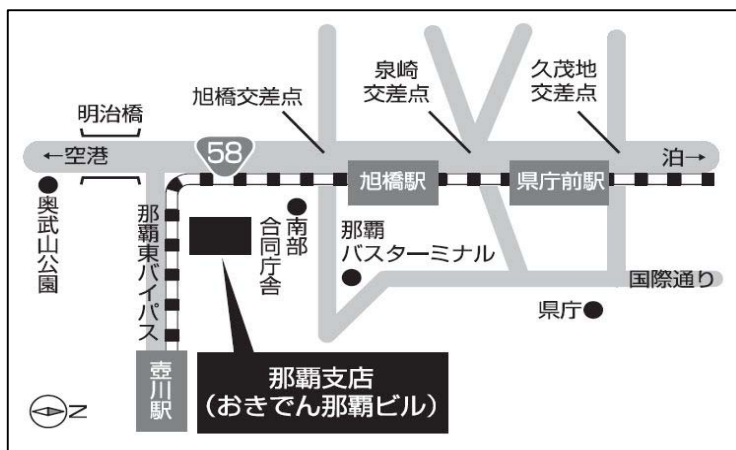 明治橋
旭橋交差点
泉崎
交差点
久茂地
交差点
←空港
58
泊→
旭橋駅
県庁前駅
奥武山公園
那覇東バイパス
南部
合同庁舎
那覇
バスターミナル
国際通り
県庁
壺川駅
那覇支店
(おきでん那覇ビル)
N